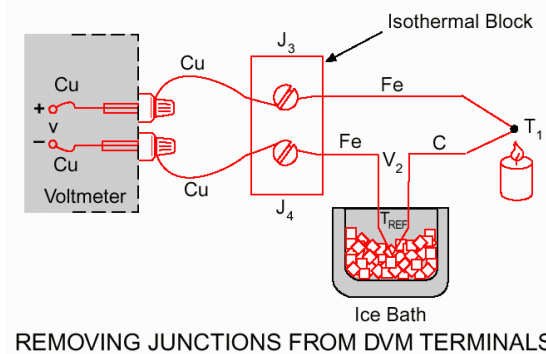 Isothermal Block
J3
Cu
Cu
Fe
+
v
–
T1
Fe
C
V2
Cu
Cu
Voltmeter
J4
TREF
Ice Bath
REMOVING JUNCTIONS FROM DVM TERMINALS